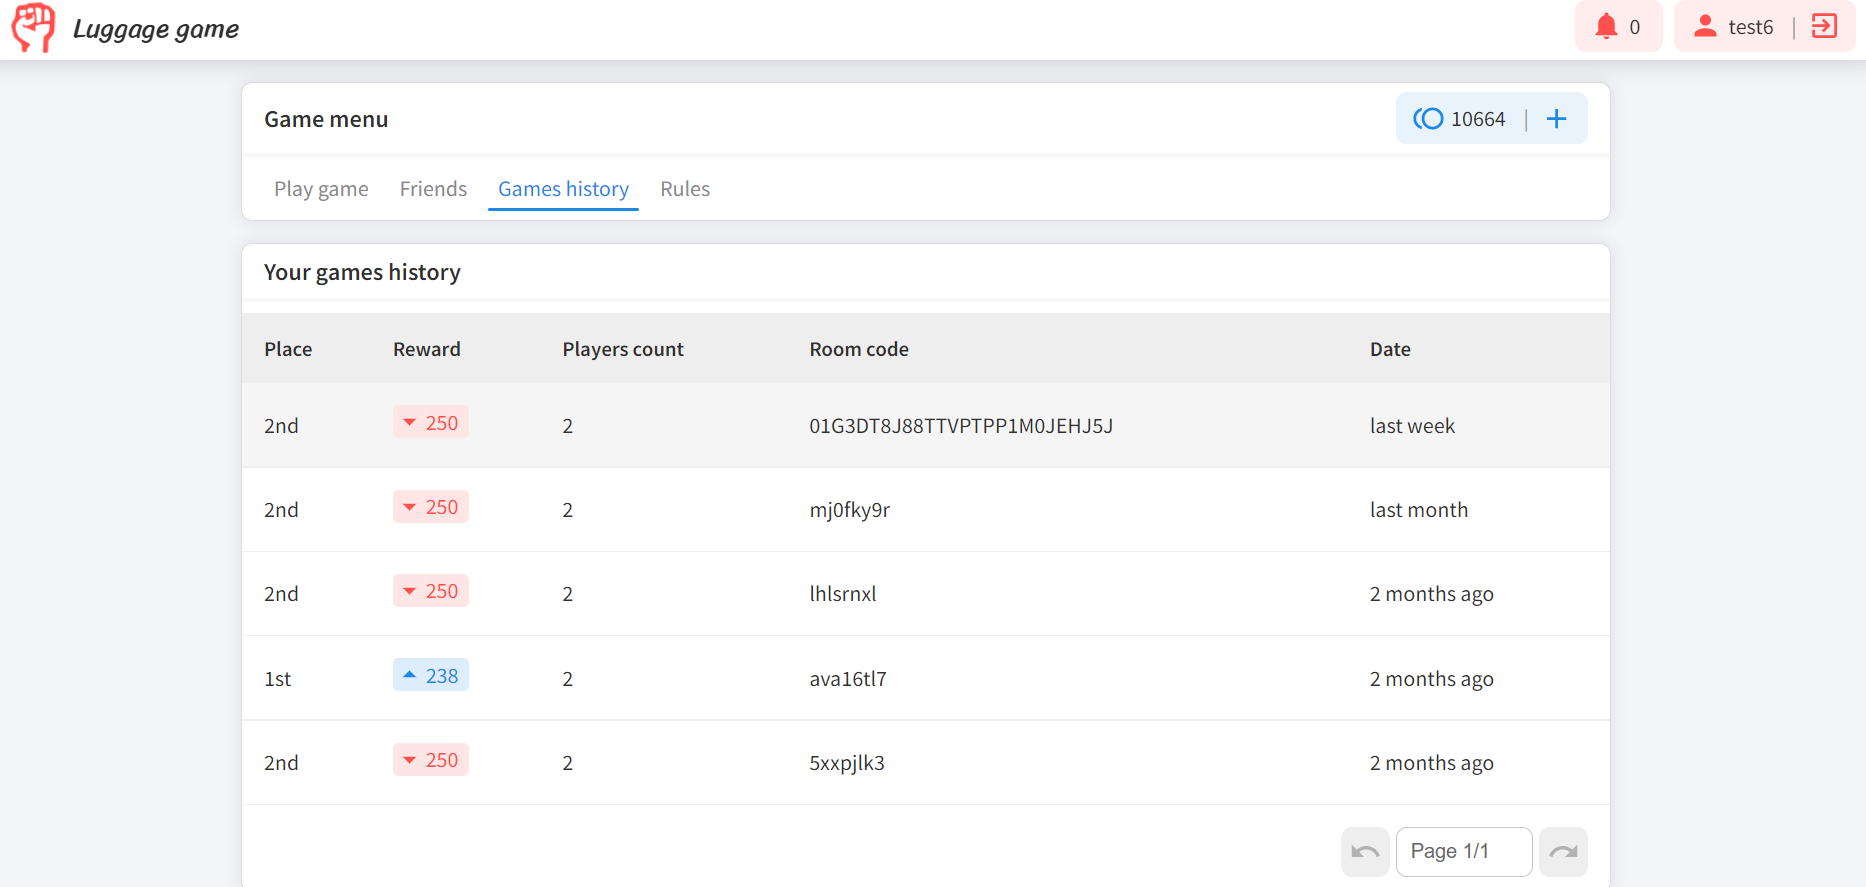 Luggage game
0
test6
Game menu
10664
Play game Friends Games history Rules
Your games history
Place Reward Players count Room code Date
2nd 250 2 01G3DT8J88TTVPTPP1M0JEHJ5J last week
2nd 250 2 mj0fky9r last month
2nd 250 2 lhlsrnxl 2 months ago
1st 238 2 ava16tl7 2 months ago
2nd 250 2 5xxpjlk3 2 months ago
Page 1/1